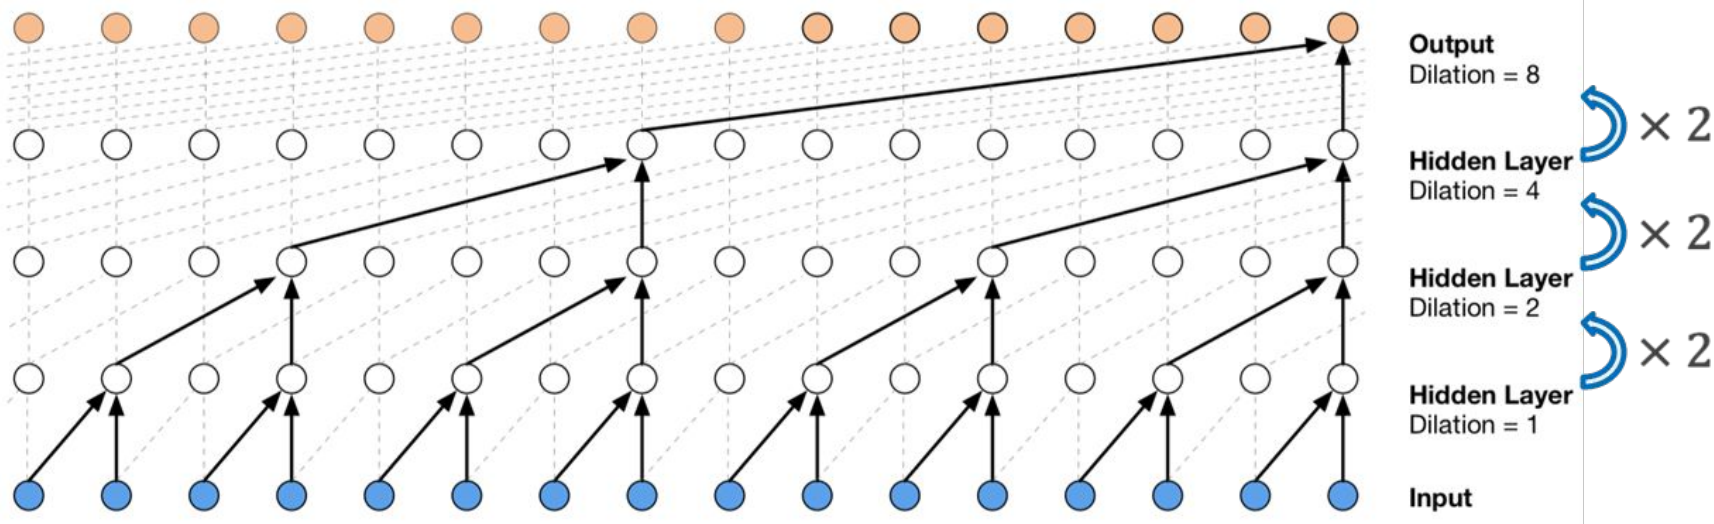 Output
Dilation = 8
× 2
Hidden Layer
Dilation = 4
× 2
Hidden Layer
Dilation = 2
× 2
Hidden Layer
Dilation = 1
Input